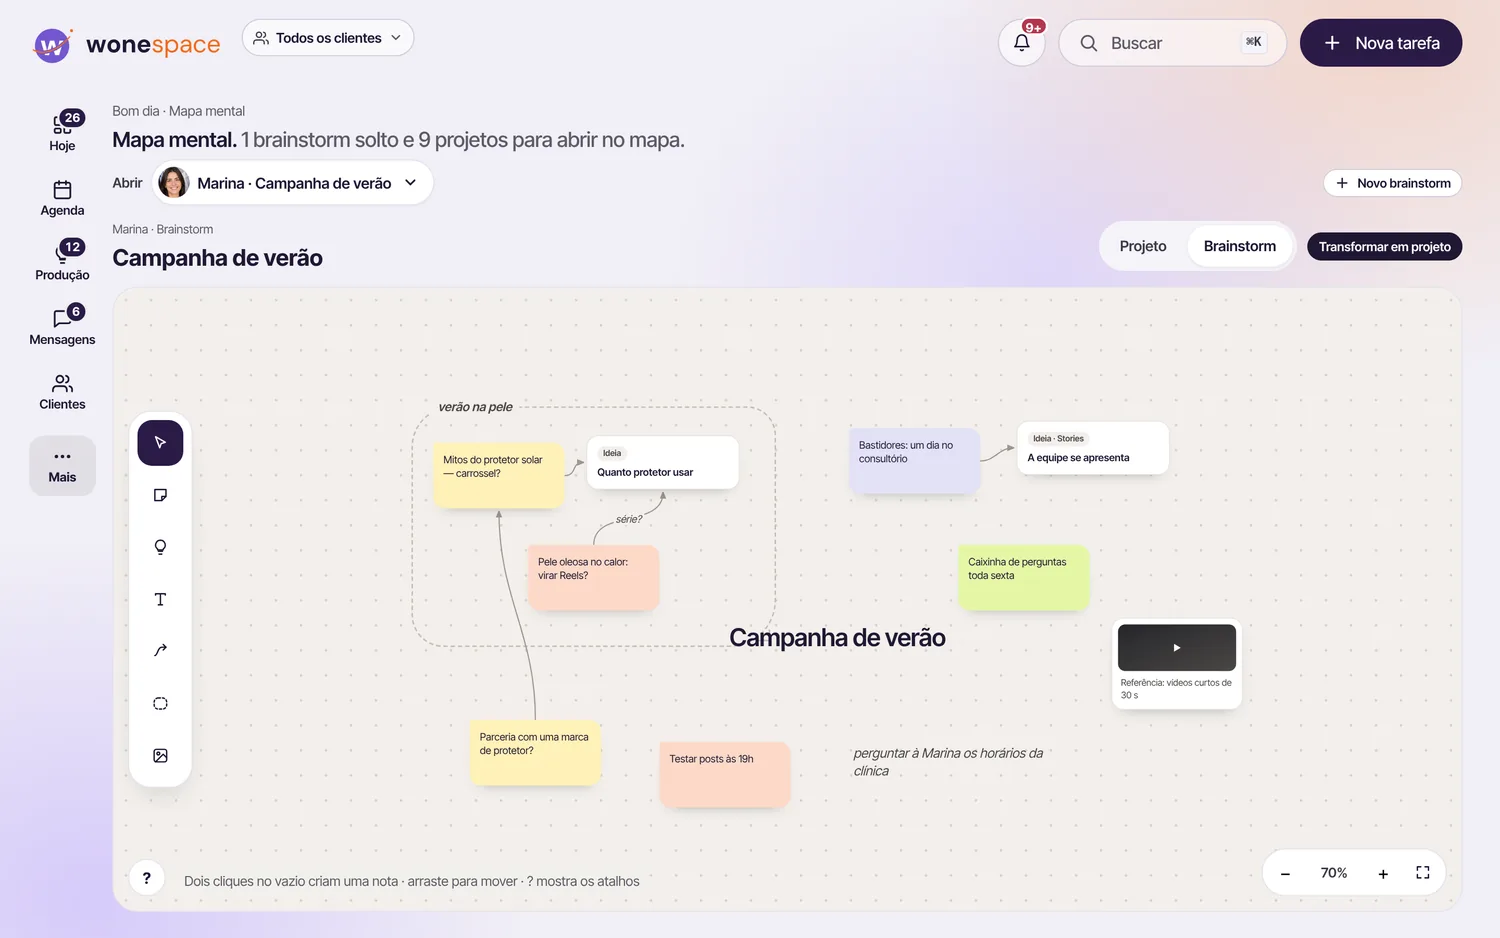 wonespace
Todos os clientes
9+
Buscar
⌘K
Nova tarefa
26
Hoje
Agenda
12
Produção
6
Mensagens
Clientes
Mais
Bom dia · Mapa mental
Mapa mental. 1 brainstorm solto e 9 projetos para abrir no mapa.
Abrir
Marina · Campanha de verão
Novo brainstorm
Marina · Brainstorm
Campanha de verão
Projeto
Brainstorm
Transformar em projeto
verão na pele
Mitos do protetor solar
— carrossel?
Ideia
Quanto protetor usar
série?
Pele oleosa no calor:
virar Reels?
Bastidores: um dia no
consultório
Ideia · Stories
A equipe se apresenta
Caixinha de perguntas
toda sexta
Campanha de verão
Referência: vídeos curtos de
30 s
Parceria com uma marca
de protetor?
Testar posts às 19h
perguntar à Marina os horários da
clínica
T
?
Dois cliques no vazio criam uma nota · arraste para mover · ? mostra os atalhos
− 70% +